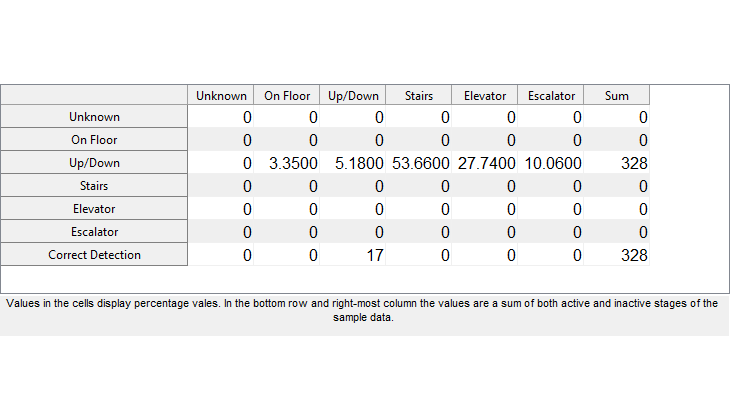 Unknown On Floor Up/Down Stairs Elevator Escalator Sum
Unknown 0 0 0 0 0 0 0
On Floor 0 0 0 0 0 0 0
Up/Down 0 3.3500 5.1800 53.6600 27.7400 10.0600 328
Stairs 0 0 0 0 0 0 0
Elevator 0 0 0 0 0 0 0
Escalator 0 0 0 0 0 0 0
Correct Detection 0 0 17 0 0 0 328
Values in the cells display percentage vales. In the bottom row and right-most column the values are a sum of both active and inactive stages of the
sample data.